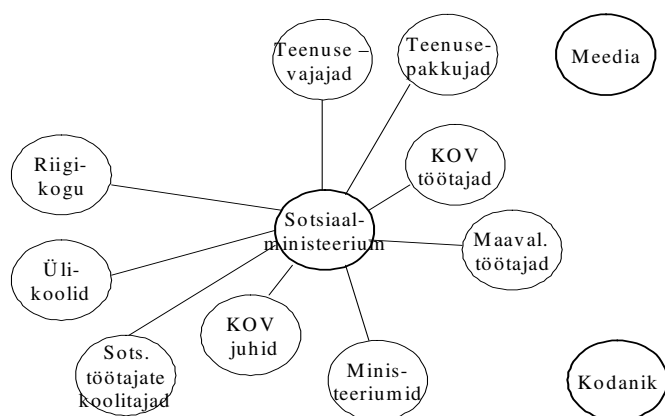 Teenuse –
vajajad
Teenuse-
pakkujad
Meedia
Riigi-
kogu
KOV
töötajad
Sotsiaal-
ministeerium
Maaval.
töötajad
Üli-
koolid
KOV
juhid
Sots.
töötajate
koolitajad
Minis-
teeriumid
Kodanik